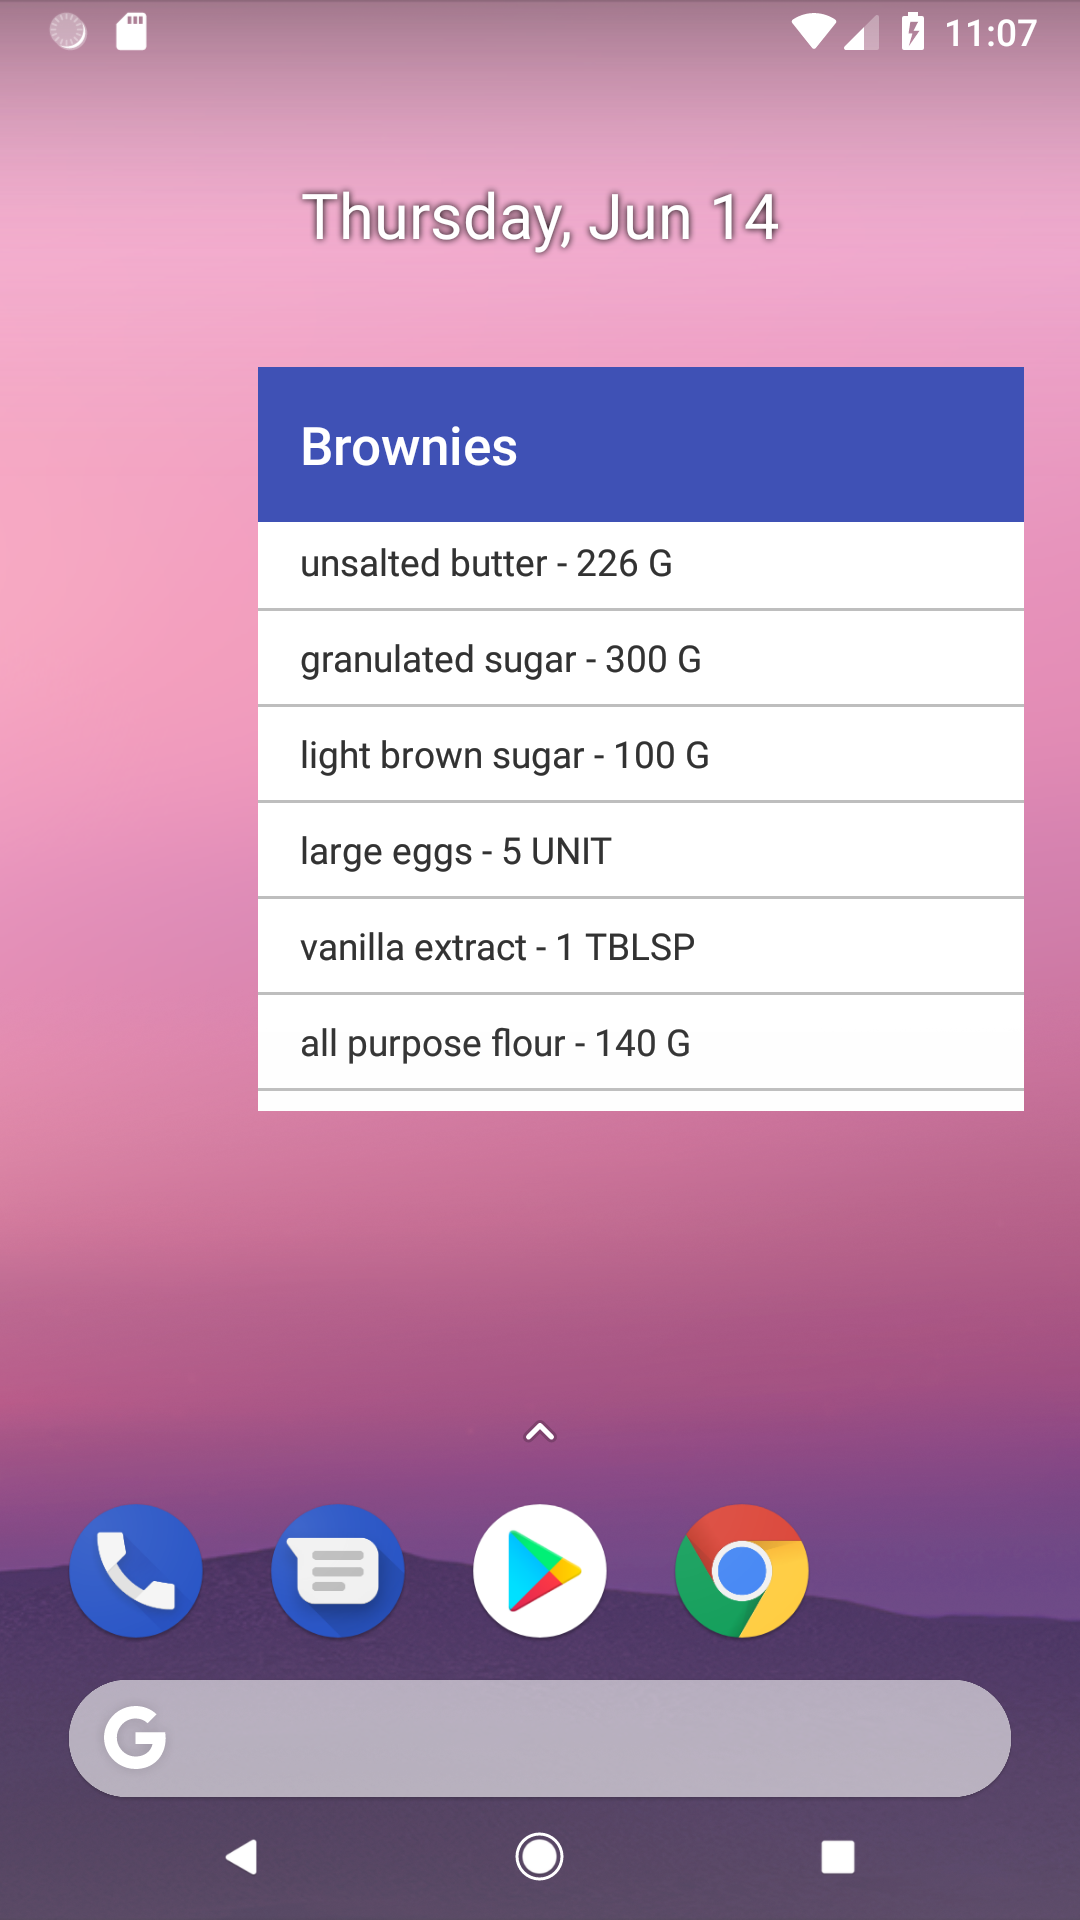 11:07
Thursday, Jun 14
Brownies
unsalted butter - 226 G
granulated sugar - 300 G
light brown sugar - 100 G
large eggs - 5 UNIT
vanilla extract - 1 TBLSP
all purpose flour - 140 G
G